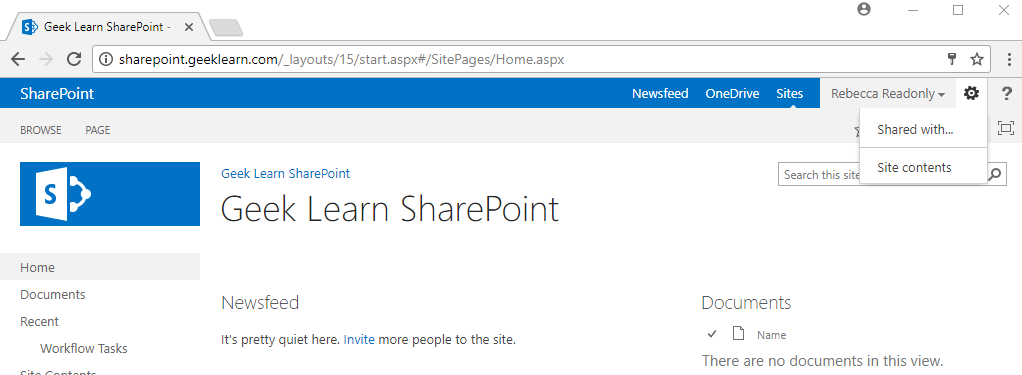 Geek Learn SharePoint -
sharepoint.geeklearn.com/_layouts/15/start.aspx#/SitePages/Home.aspx
SharePoint
Newsfeed OneDrive Sites Rebecca Readonly ?
BROWSE PAGE
Shared with...
Site contents
S
Geek Learn SharePoint
Search this site
Geek Learn SharePoint
Home
Documents
Recent
Workflow Tasks
Site Contents
Newsfeed
It's pretty quiet here. Invite more people to the site.
Documents
Name
There are no documents in this view.